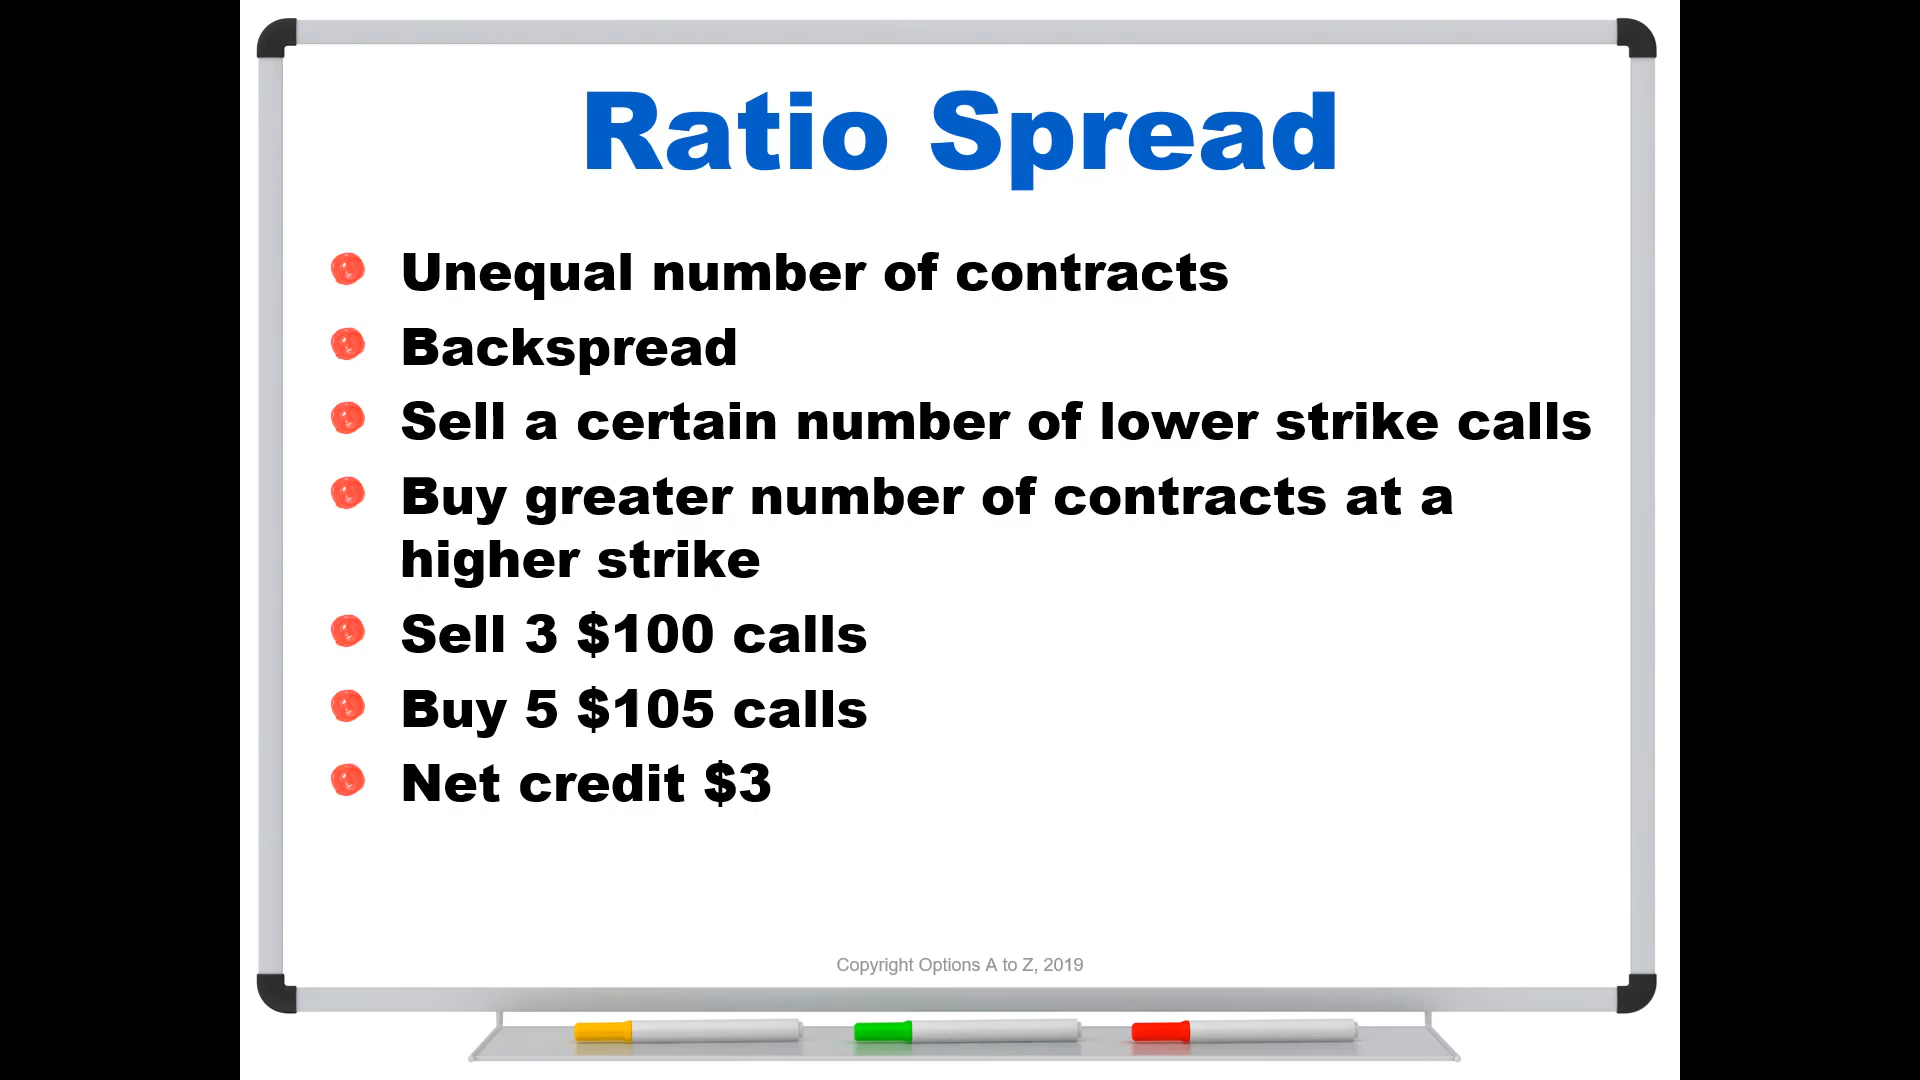 Ratio Spread
Unequal number of contracts
Backspread
Sell a certain number of lower strike calls
Buy greater number of contracts at a
higher strike
Sell 3 $100 calls
Buy 5 $105 calls
Net credit $3
Copyright Options A to Z, 2019